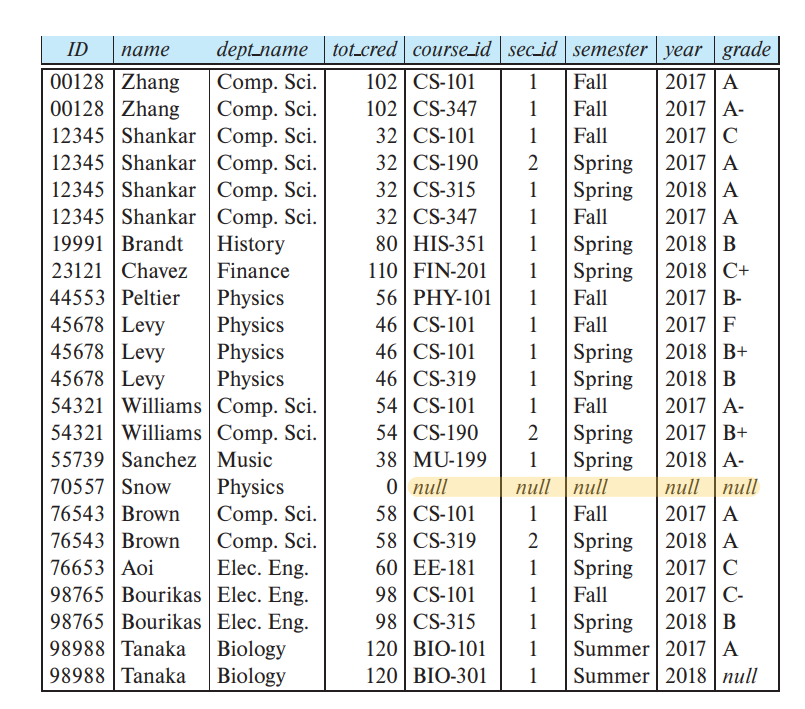 ID name dept_name tot_cred course_id sec_id semester year grade
00128 Zhang Comp. Sci. 102 CS-101 1 Fall 2017 A
00128 Zhang Comp. Sci. 102 CS-347 1 Fall 2017 A-
12345 Shankar Comp. Sci. 32 CS-101 1 Fall 2017 C
12345 Shankar Comp. Sci. 32 CS-190 2 Spring 2017 A
12345 Shankar Comp. Sci. 32 CS-315 1 Spring 2018 A
12345 Shankar Comp. Sci. 32 CS-347 1 Fall 2017 A
19991 Brandt History 80 HIS-351 1 Spring 2018 B
23121 Chavez Finance 110 FIN-201 1 Spring 2018 C+
44553 Peltier Physics 56 PHY-101 1 Fall 2017 B-
45678 Levy Physics 46 CS-101 1 Fall 2017 F
45678 Levy Physics 46 CS-101 1 Spring 2018 B+
45678 Levy Physics 46 CS-319 1 Spring 2018 B
54321 Williams Comp. Sci. 54 CS-101 1 Fall 2017 A-
54321 Williams Comp. Sci. 54 CS-190 2 Spring 2017 B+
55739 Sanchez Music 38 MU-199 1 Spring 2018 A-
70557 Snow Physics 0 null null null null null
76543 Brown Comp. Sci. 58 CS-101 1 Fall 2017 A
76543 Brown Comp. Sci. 58 CS-319 2 Spring 2018 A
76653 Aoi Elec. Eng. 60 EE-181 1 Spring 2017 C
98765 Bourikas Elec. Eng. 98 CS-101 1 Fall 2017 C-
98765 Bourikas Elec. Eng. 98 CS-315 1 Spring 2018 B
98988 Tanaka Biology 120 BIO-101 1 Summer 2017 A
98988 Tanaka Biology 120 BIO-301 1 Summer 2018 null